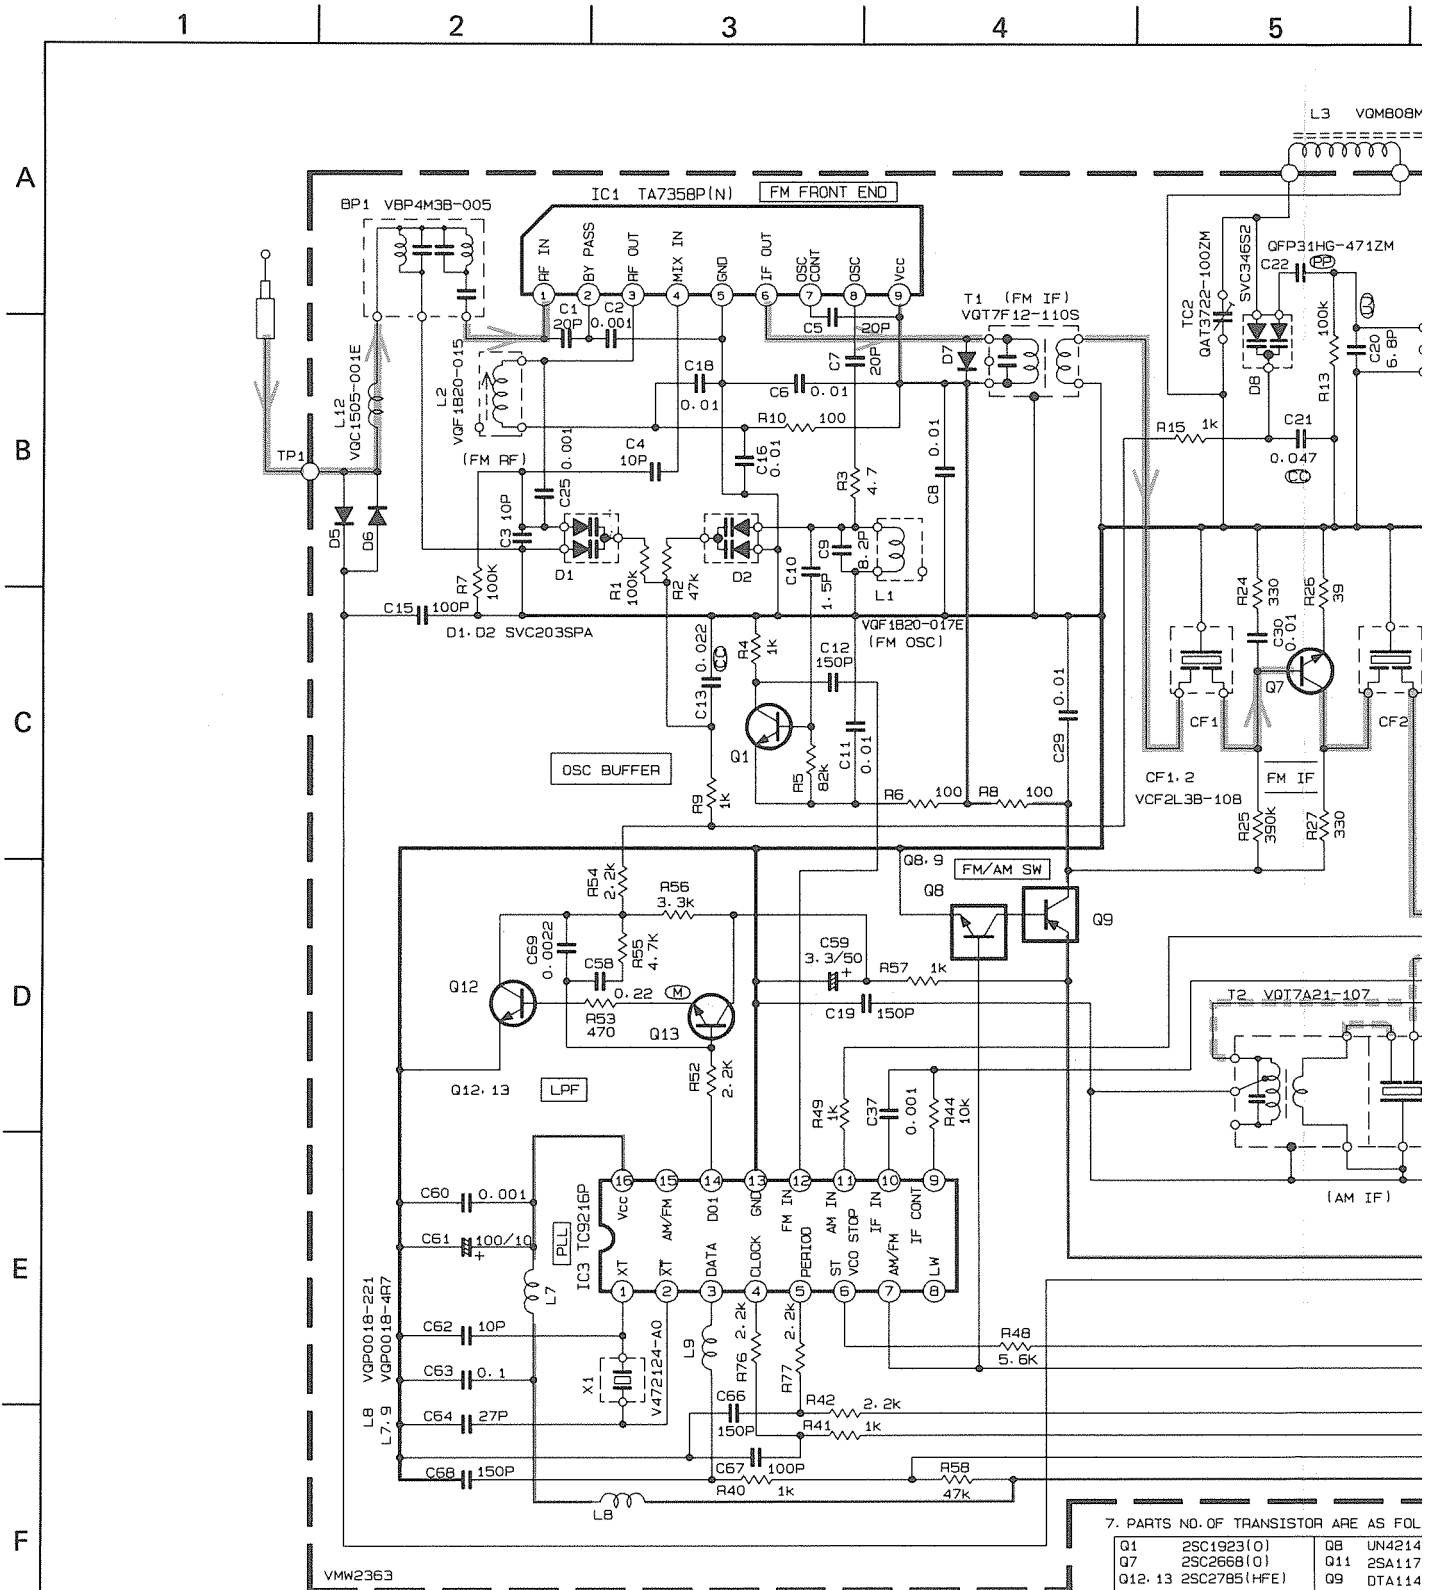 1 2 3 4 5
L3 VQM808M
A
IC1 TA7358P(N) FM FRONT END
BP1 VBP4M3B-005
RF IN
BY PASS
RF OUT
MIX IN
GND
IF OUT
OSC CONT
OSC
Vcc
1 2 3 4 5 6 7 8 9
TC2
QAT3722-100ZM
SVC346S2
QFP31HG-471ZM
C22 PP
100k
R13
C20
6.8P
D8
T1 (FM IF)
VQT7F12-110S
C1
20P
C2
0.001
C5 20P
C7
20P
D7
L12
VQC1505-001E
L2
VQF1B20-015
(FM RF)
C18
0.01
C6 0.01
R10 100
R15 1k
C21
0.047
CC
B
TP1
C4
10P
C16
0.01
0.001
C25
R3
4.7
0.01
C8
D5
D6
C3 10P
D1
R1
100k
R2
47K
D2
C10
1.5P
C9
8.2P
L1
VQF1B20-017E
(FM OSC)
R7
100K
C15 100P
D1.D2 SVC203SPA
R24
330
R26
39
C30
0.01
C
C13 0.022
CC
R4
1k
C12
150P
Q1
C11
0.01
R5
82k
C29 0.01
CF1
Q7
CF2
OSC BUFFER
R9
1k
R6 100
R8 100
CF1.2
VCF2L3B-10B
FM IF
R25
390k
R27
330
Q8.9 FM/AM SW
Q8
Q9
R54
2.2k
R56
3.3k
C69
0.0022
C58
0.22
R55
4.7K
C59
3.3/50
+
R57 1k
D
Q12
R53
470
M
Q13
C19 150P
T2 VQT7A21-107
Q12.13 LPF
R52
2.2k
R49
1k
C37
0.001
R44
10k
(AM IF)
E
C60 0.001
C61 100/10
+
PLL
IC3 TC9216P
16 15 14 13 12 11 10 9
Vcc
AM/FM
DO1
GND
FM IN
AM IN
IF IN
IF CONT
XT
XT
DATA
CLOCK
PERIOD
ST
VCO STOP
AM/FM
LW
1 2 3 4 5 6 7 8
L7
VQP0018-221
VQP0018-4R7
L8
L7.9
C62 10P
C63 0.1
X1
V472124-A0
L9
R76 2.2k
R77 2.2k
R48
5.6K
C64 27P
C66
150P
R42 2.2k
R41 1k
C68 150P
C67 100P
R40 1k
R58
47k
L8
F
VMW2363
7. PARTS NO. OF TRANSISTOR ARE AS FOL
Q1 2SC1923(O) Q8 UN4214
Q7 2SC2668(O) Q11 2SA117
Q12.13 2SC2785(HFE) Q9 DTA114